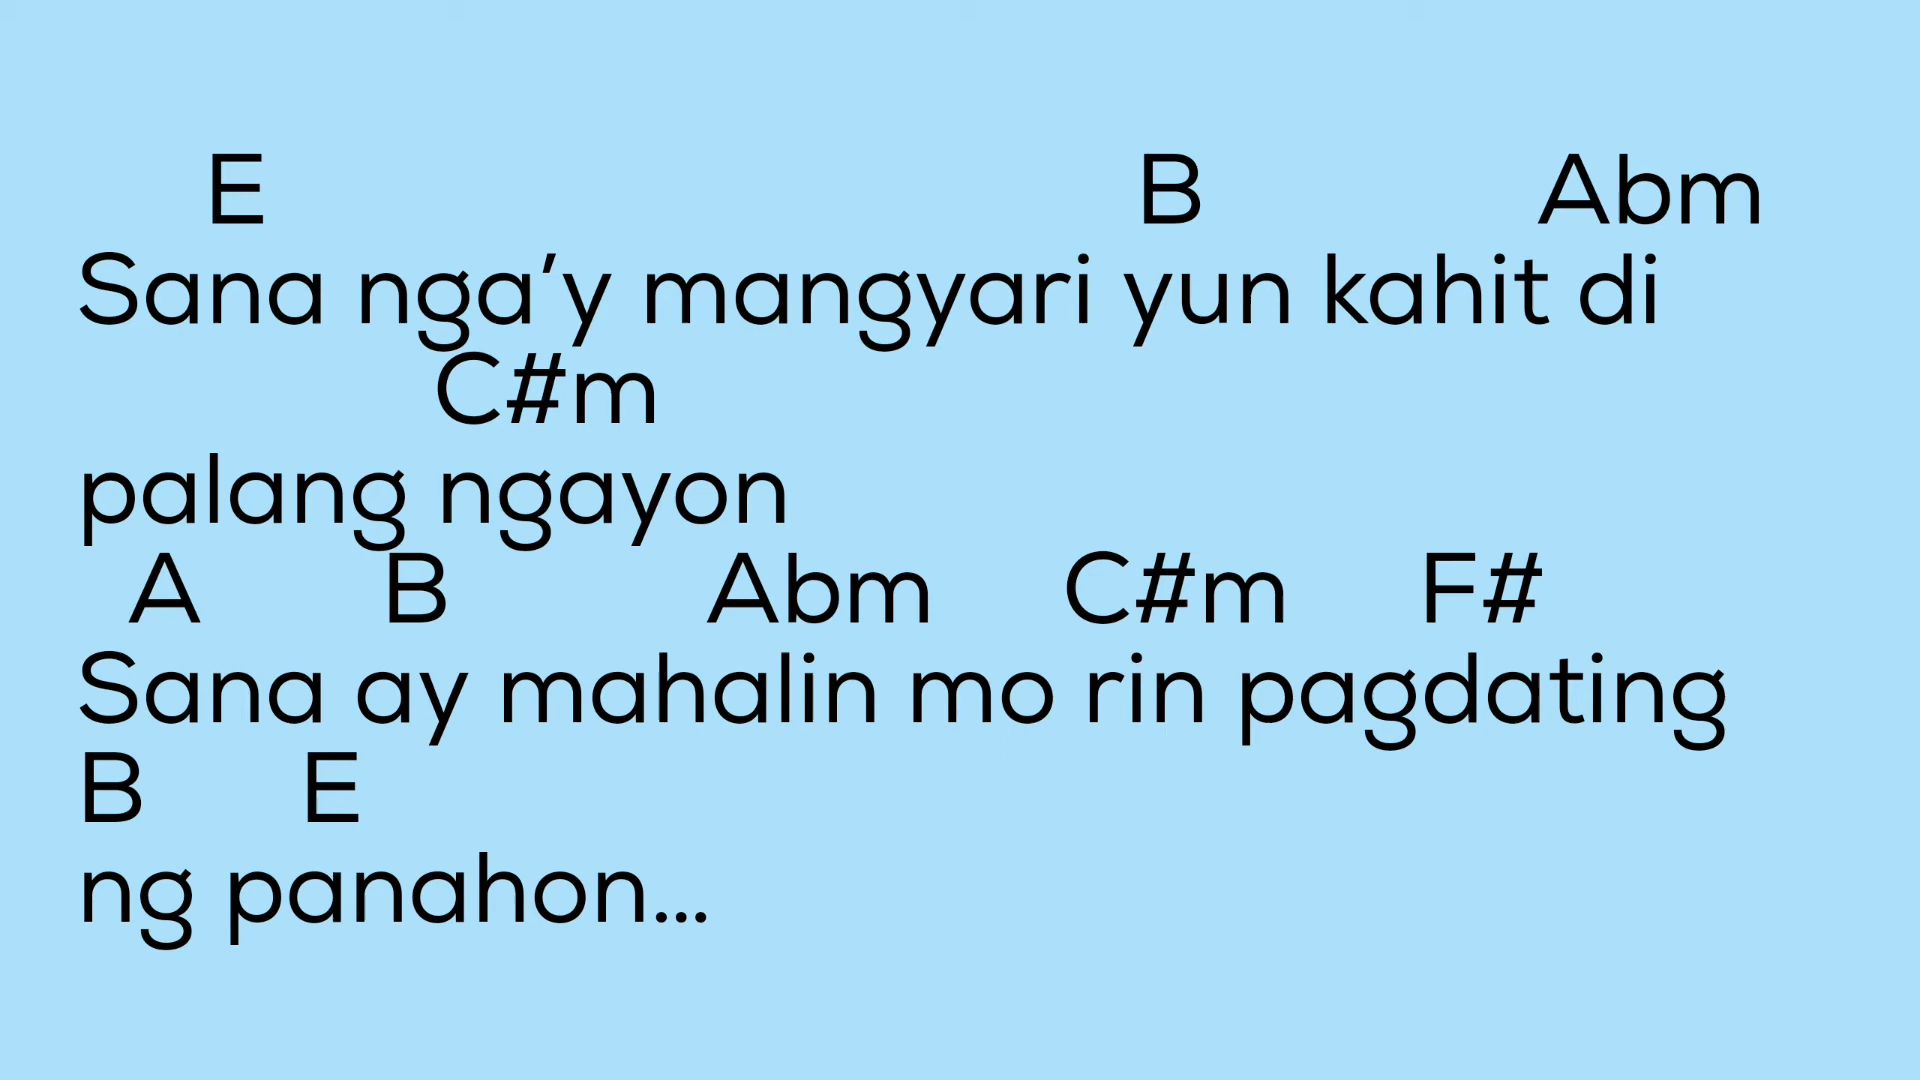 E B Abm
Sana nga’y mangyari yun kahit di
C#m
palang ngayon
A B Abm C#m F#
Sana ay mahalin mo rin pagdating
B E
ng panahon...